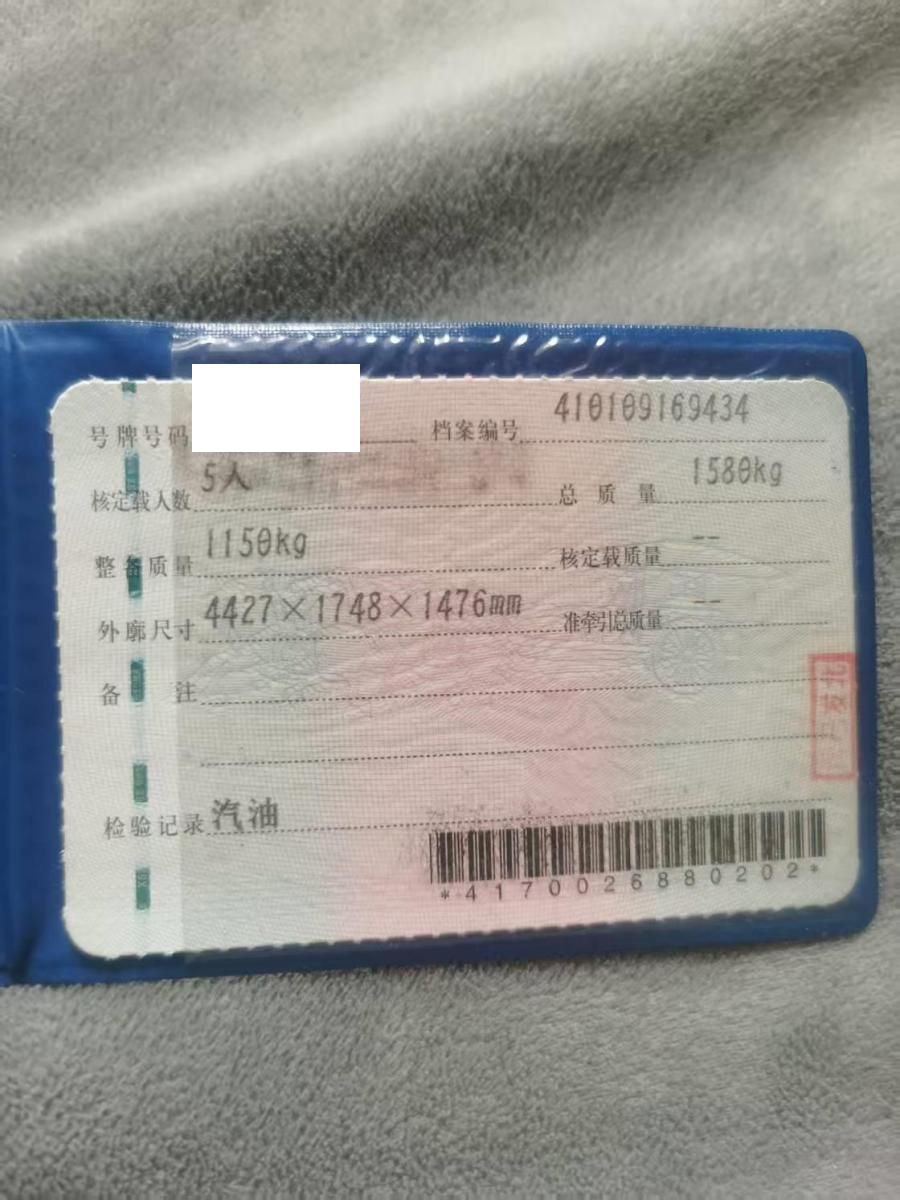 号牌号码 档案编号 410109169434
核定载人数 5人 总质量 1580kg
整备质量 1150kg 核定载质量 --
外廓尺寸 4427×1748×1476mm 准牵引总质量 --
备注
检验记录 汽油
*4170026880202*